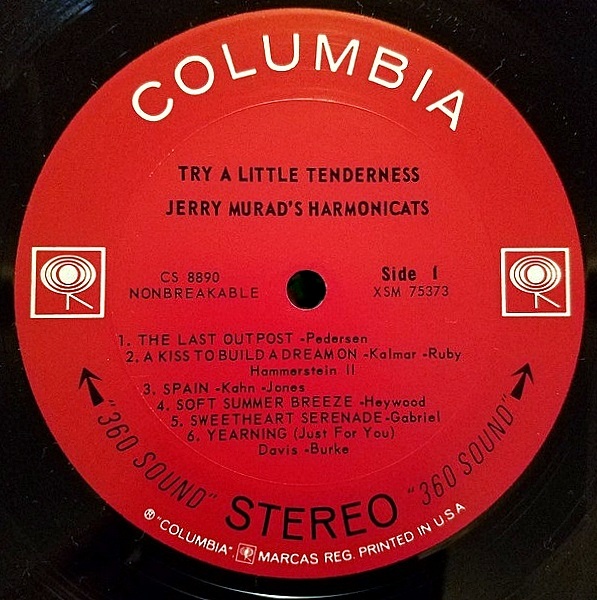 COLUMBIA
TRY A LITTLE TENDERNESS
JERRY MURAD'S HARMONICATS
CS 8890
NONBREAKABLE
Side 1
XSM 75373
1. THE LAST OUTPOST -Pedersen
2. A KISS TO BUILD A DREAM ON -Kalmar -Ruby
Hammerstein II
3. SPAIN -Kahn -Jones
4. SOFT SUMMER BREEZE -Heywood
5. SWEETHEART SERENADE -Gabriel
6. YEARNING (Just For You)
Davis -Burke
"360 SOUND" STEREO "360 SOUND"
® "COLUMBIA", MARCAS REG. PRINTED IN U.S.A.